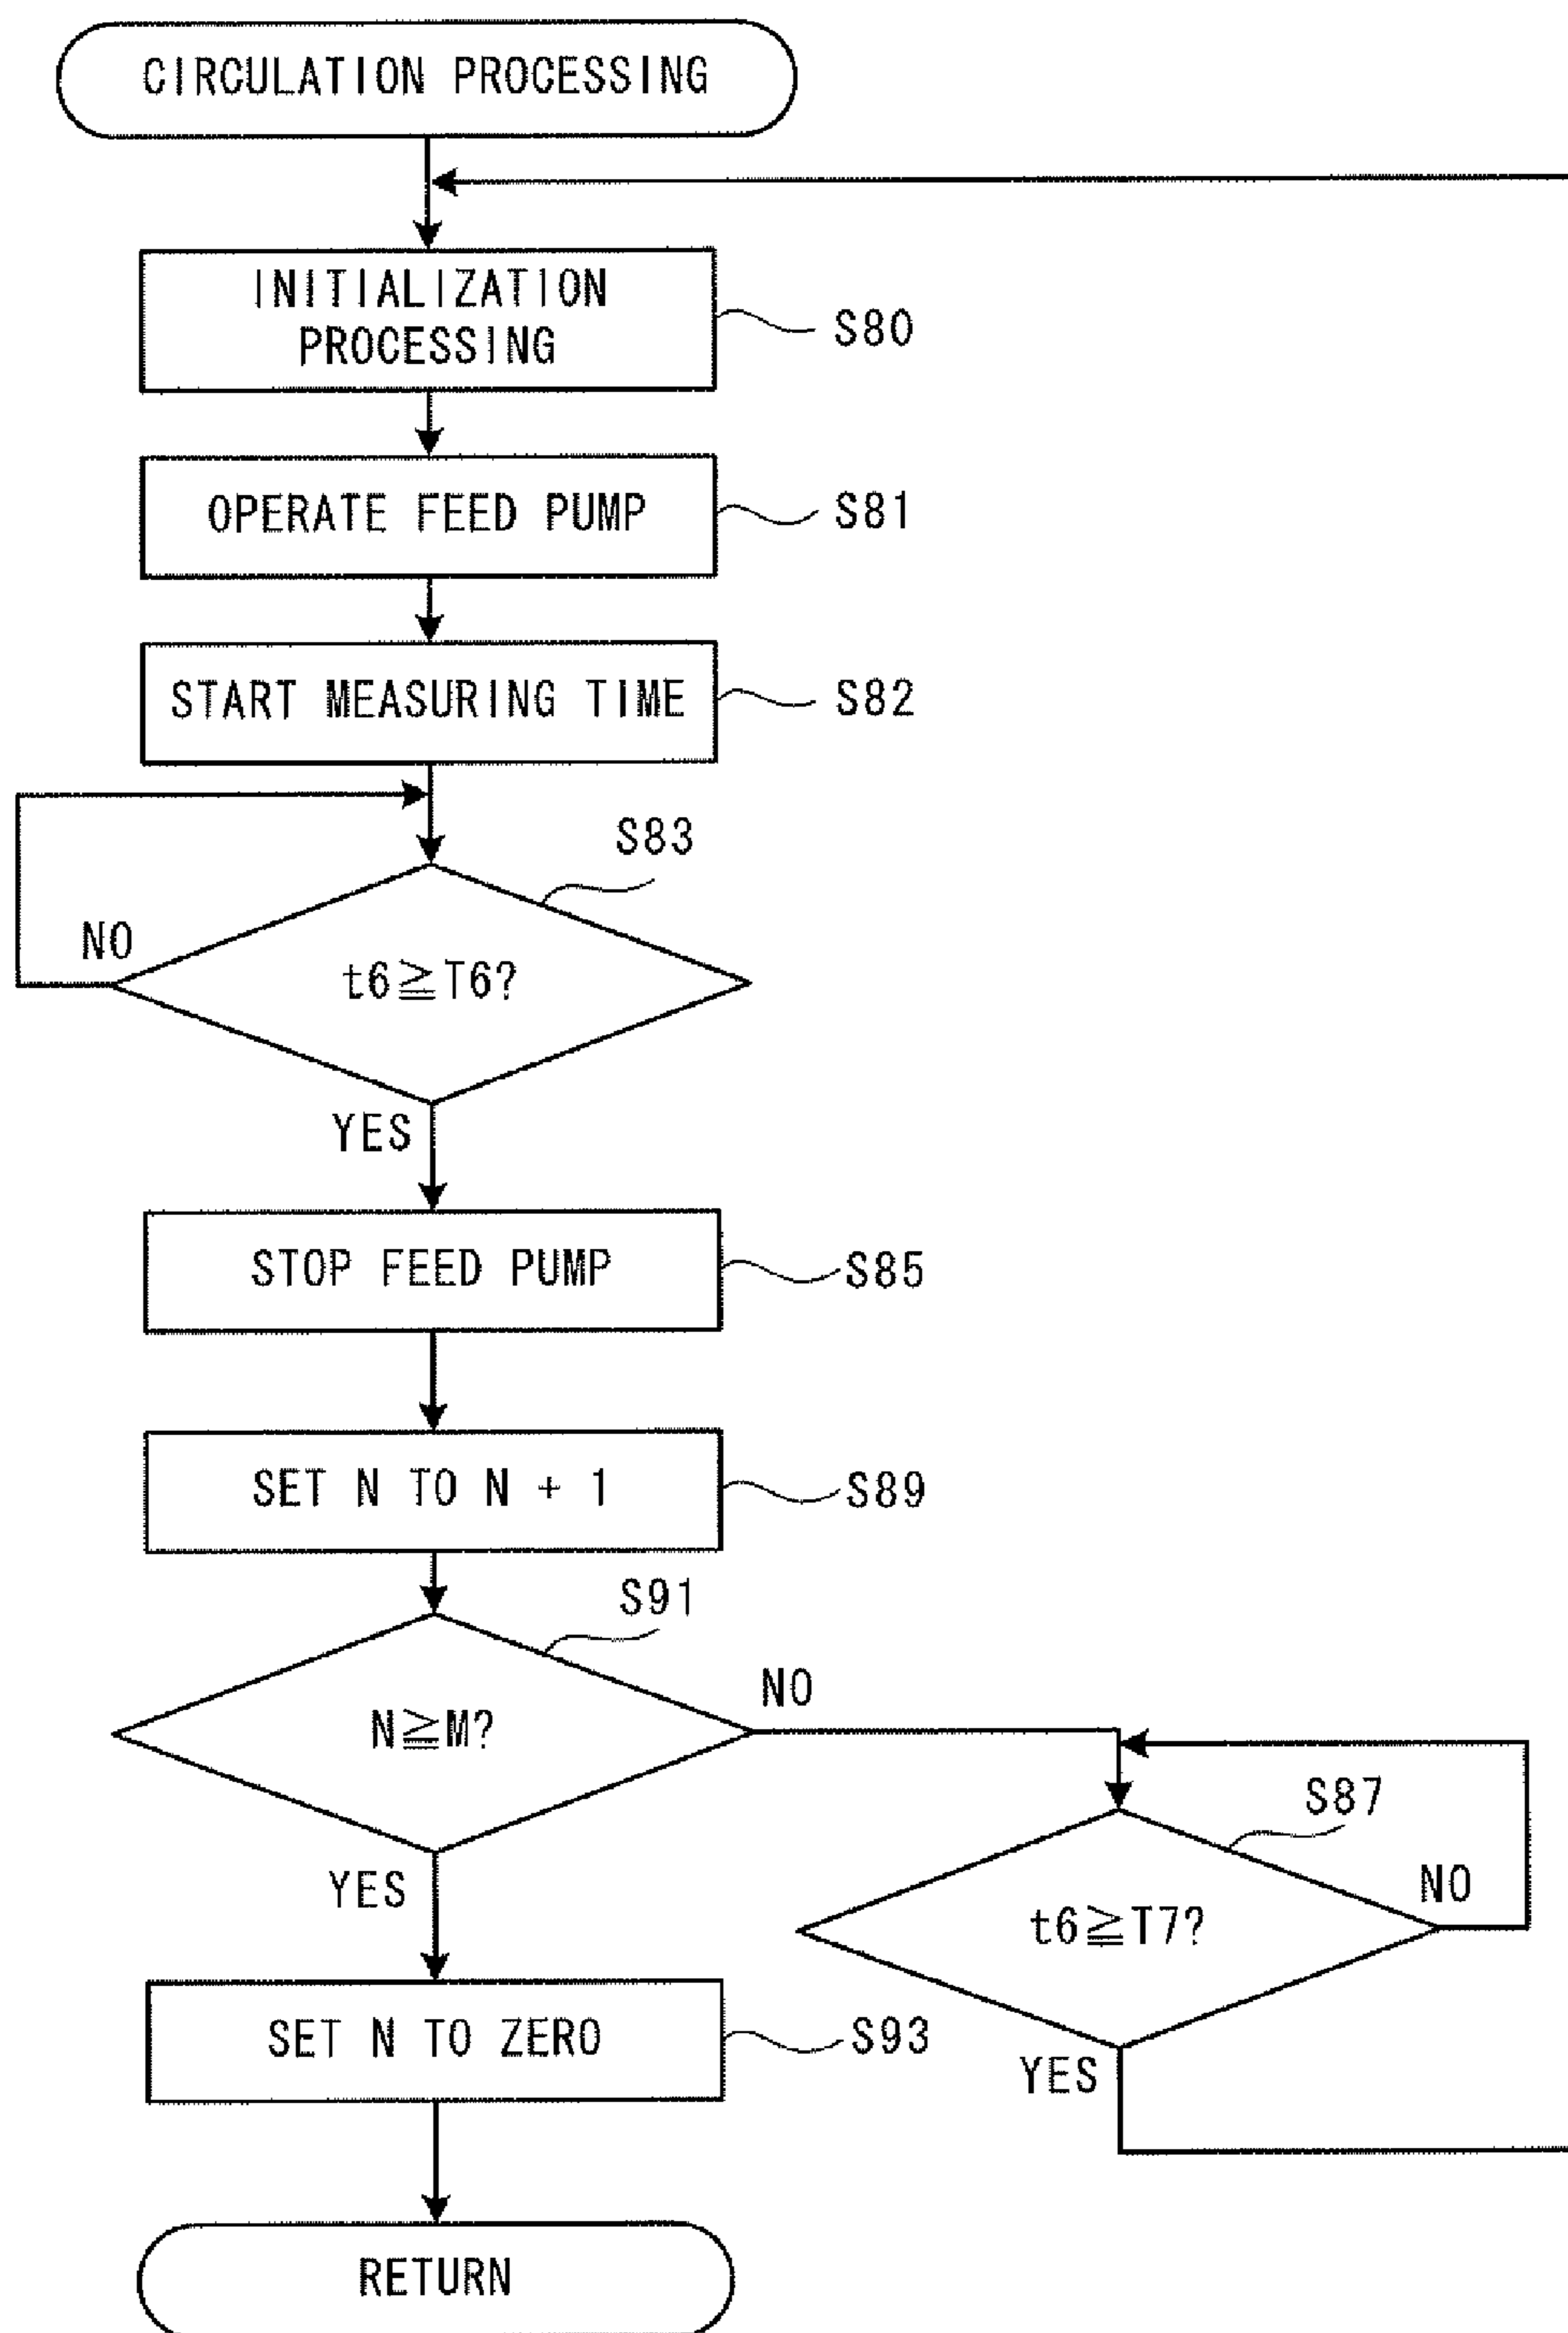 CIRCULATION PROCESSING
INITIALIZATION
PROCESSING
S80
OPERATE FEED PUMP
S81
START MEASURING TIME
S82
S83
NO
t6≧T6?
YES
STOP FEED PUMP
S85
SET N TO N + 1
S89
S91
N≧M?
NO
S87
t6≧T7?
NO
YES
YES
SET N TO ZERO
S93
RETURN